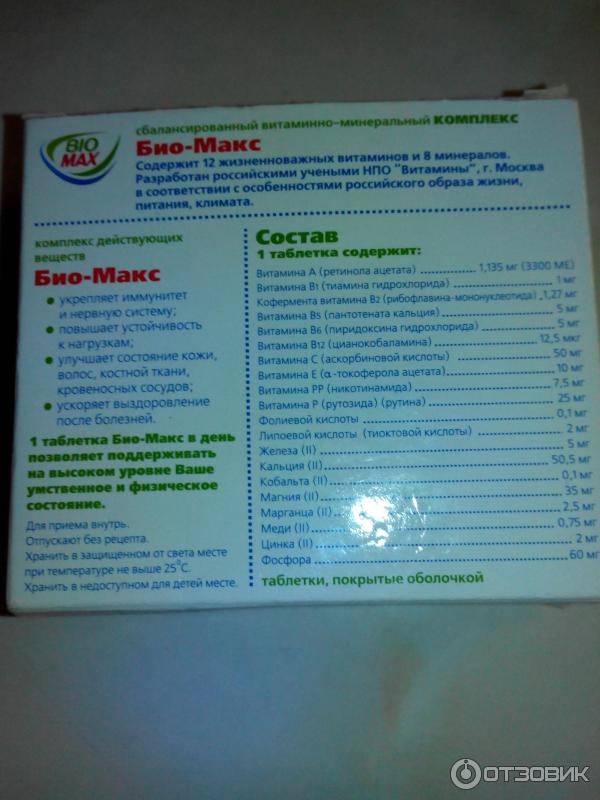 BIO
MAX
сбалансированный витаминно-минеральный КОМПЛЕКС
Био-Макс
Содержит 12 жизненноважных витаминов и 8 минералов.
Разработан российскими учеными НПО "Витамины", г. Москва
в соответствии с особенностями российского образа жизни,
питания, климата.
комплекс действующих
веществ
Био-Макс
• укрепляет иммунитет
и нервную систему;
• повышает устойчивость
к нагрузкам;
• улучшает состояние кожи,
волос, костной ткани,
кровеносных сосудов;
• ускоряет выздоровление
после болезней.
1 таблетка Био-Макс в день
позволяет поддерживать
на высоком уровне Ваше
умственное и физическое
состояние.
Для приема внутрь.
Отпускают без рецепта.
Хранить в защищенном от света месте
при температуре не выше 25°С.
Хранить в недоступном для детей месте.
Состав
1 таблетка содержит:
Витамина А (ретинола ацетата) 1,135 мг (3300 МЕ)
Витамина В1 (тиамина гидрохлорида) 1 мг
Кофермента витамина В2 (рибофлавина-мононуклеотида) 1,27 мг
Витамина В5 (пантотената кальция) 5 мг
Витамина В6 (пиридоксина гидрохлорида) 5 мг
Витамина В12 (цианокобаламина) 12,5 мкг
Витамина С (аскорбиновой кислоты) 50 мг
Витамина Е (α-токоферола ацетата) 10 мг
Витамина РР (никотинамида) 7,5 мг
Витамина Р (рутозида) (рутина) 25 мг
Фолиевой кислоты 0,1 мг
Липоевой кислоты (тиоктовой кислоты) 2 мг
Железа (II) 5 мг
Кальция (II) 50,5 мг
Кобальта (II) 0,1 мг
Магния (II) 35 мг
Марганца (II) 2,5 мг
Меди (II) 0,75 мг
Цинка (II) 2 мг
Фосфора 60 мг
таблетки, покрытые оболочкой
ОТЗОВИК